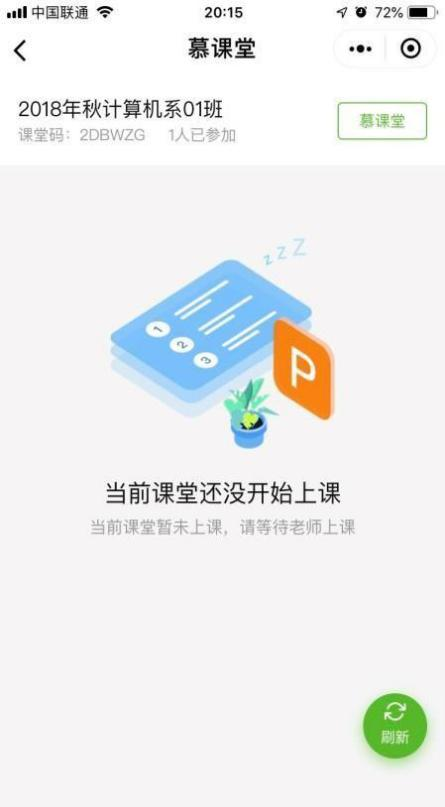 中国联通 20:15 72%
慕课堂
2018年秋计算机系01班
慕课堂
课堂码：2DBWZG 1人已参加
z z Z
1
2
3
P
当前课堂还没开始上课
当前课堂暂未上课，请等待老师上课
刷新